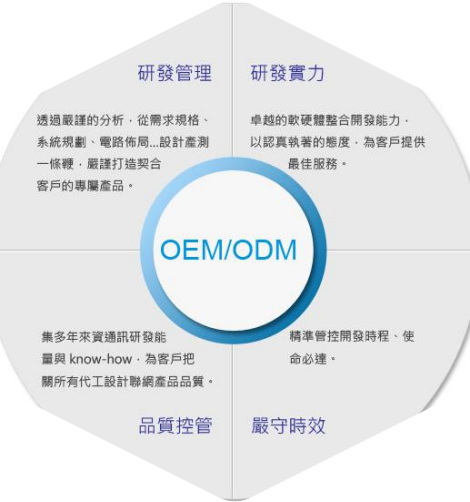 研發管理
透過嚴謹的分析，從需求規格、
系統規劃、電路佈局...設計產測
一條鞭，嚴謹打造契合
客戶的專屬產品。
研發實力
卓越的軟硬體整合開發能力，
以認真執著的態度，為客戶提供
最佳服務。
OEM/ODM
集多年來資通訊研發能
量與 know-how，為客戶把
關所有代工設計聯網產品品質。
品質控管
精準管控開發時程、使
命必達。
嚴守時效